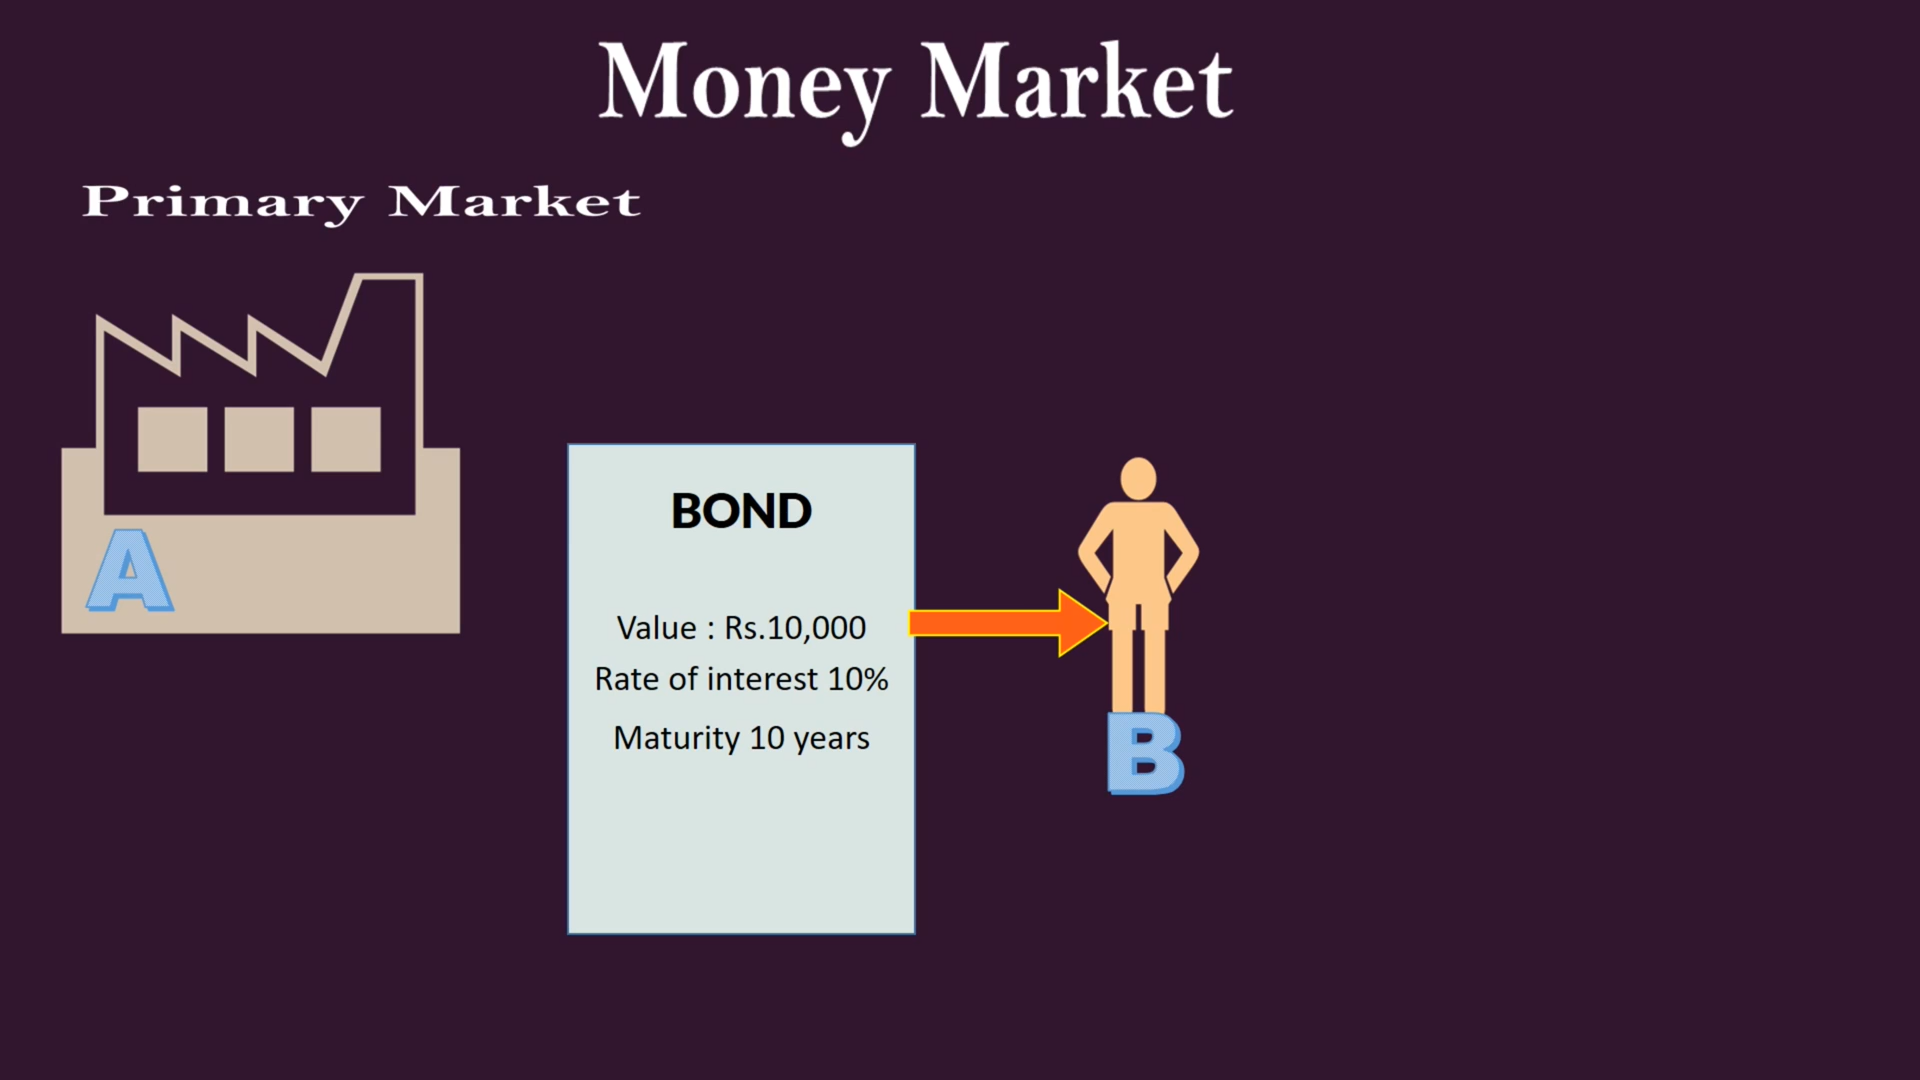 Money Market
Primary Market
A
BOND
Value : Rs.10,000
Rate of interest 10%
Maturity 10 years
B